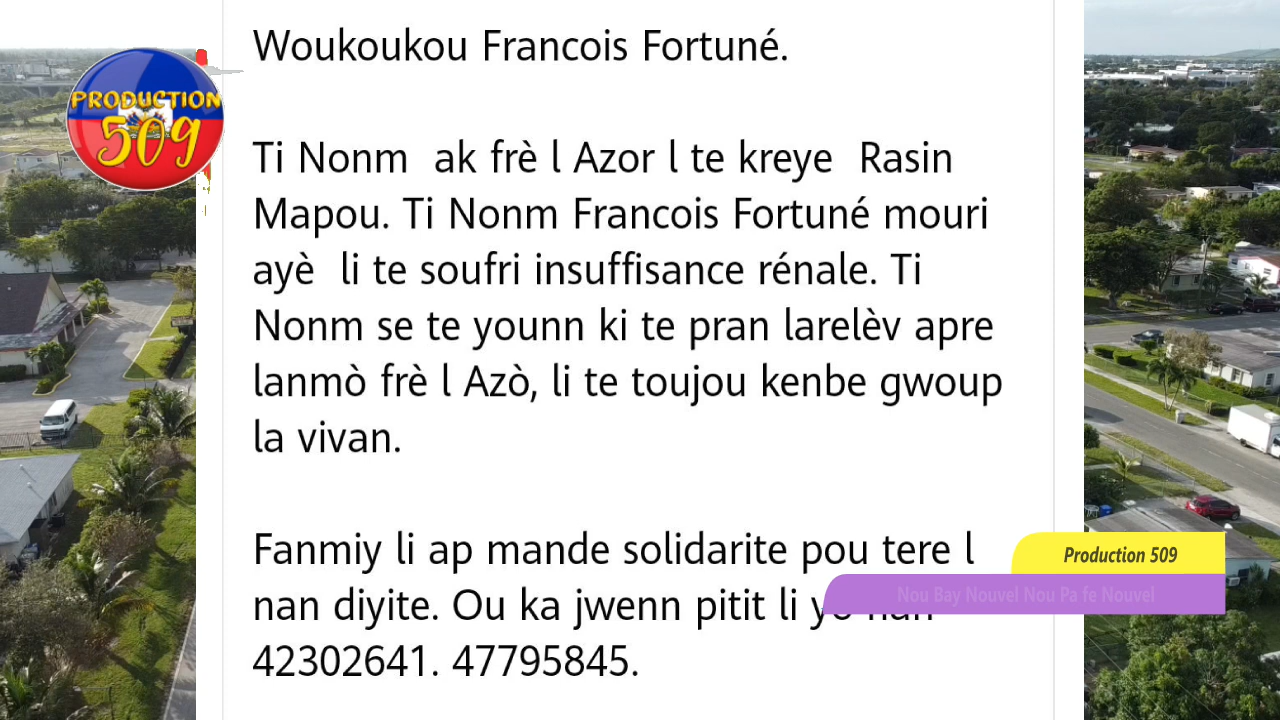 Woukoukou Francois Fortuné.
Ti Nonm ak frè l Azor l te kreye Rasin
Mapou. Ti Nonm Francois Fortuné mouri
ayè li te soufri insuffisance rénale. Ti
Nonm se te younn ki te pran larelèv apre
lanmò frè l Azò, li te toujou kenbe gwoup
la vivan.
Fanmiy li ap mande solidarite pou tere l
nan diyite. Ou ka jwenn pitit li yo nan
42302641. 47795845.
PRODUCTION
509
Production 509
Nou Bay Nouvel Nou Pa fe Nouvel